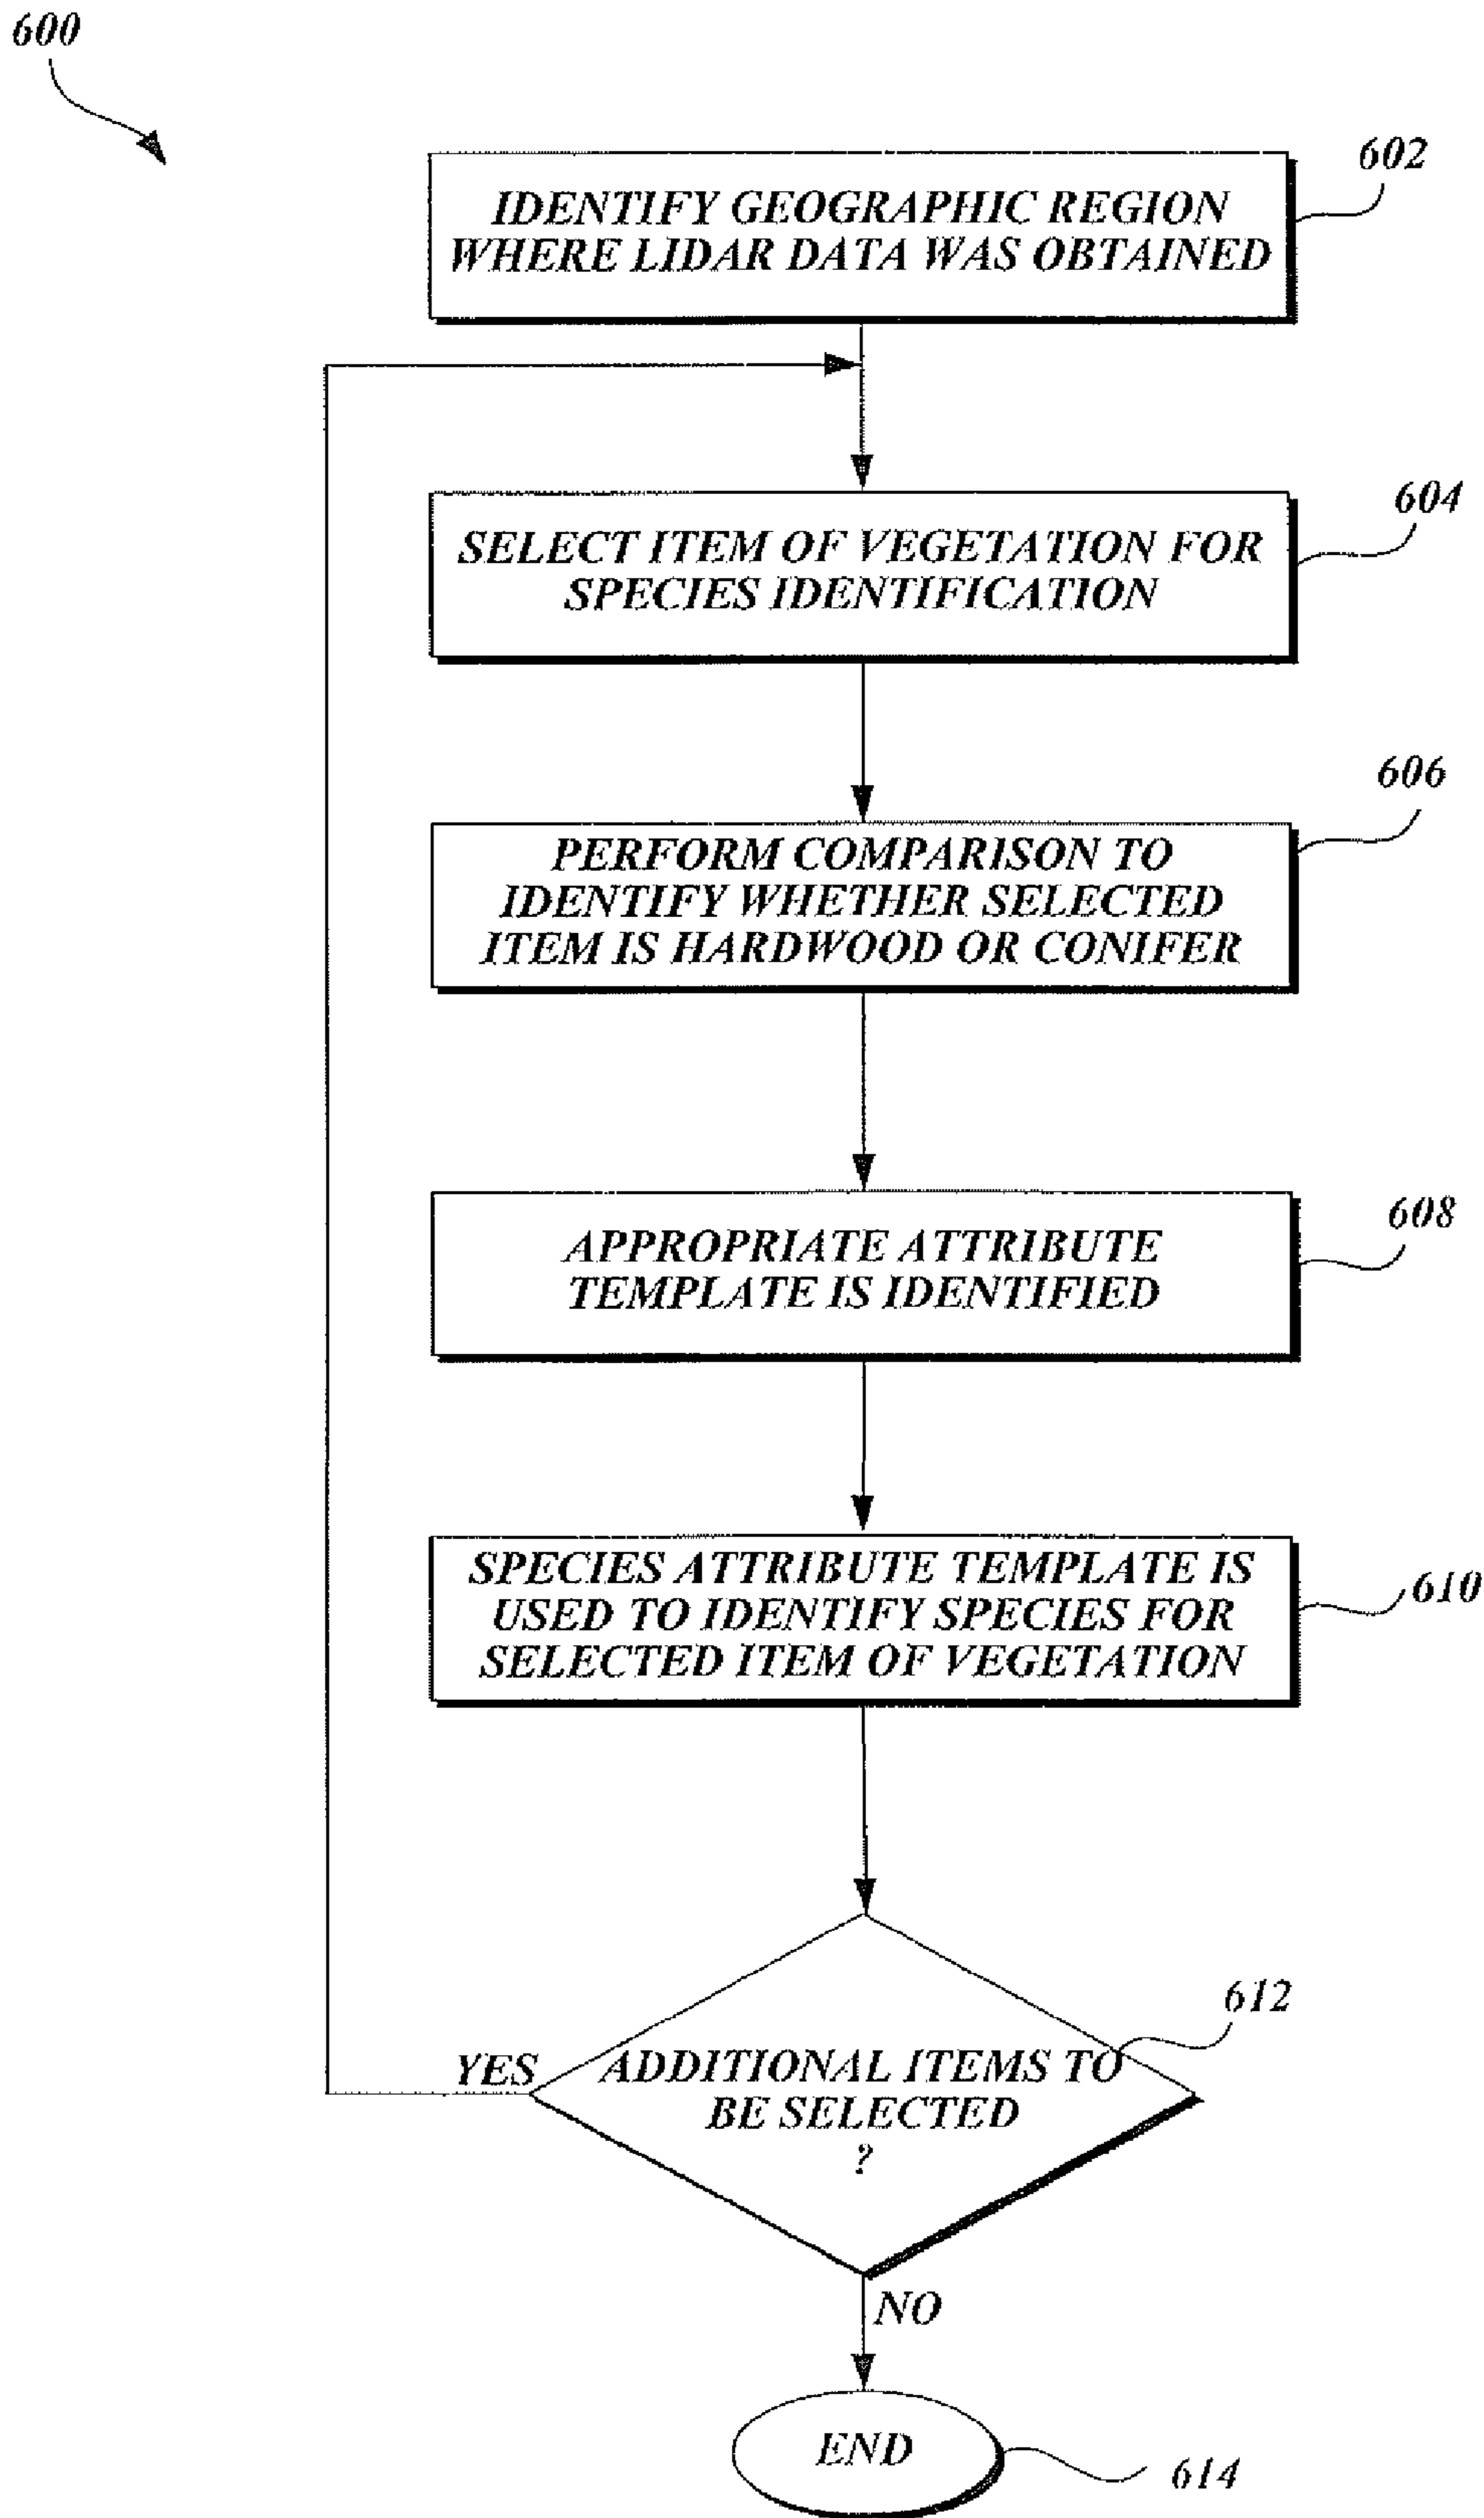 600
602
IDENTIFY GEOGRAPHIC REGION
WHERE LIDAR DATA WAS OBTAINED
604
SELECT ITEM OF VEGETATION FOR
SPECIES IDENTIFICATION
606
PERFORM COMPARISON TO
IDENTIFY WHETHER SELECTED
ITEM IS HARDWOOD OR CONIFER
608
APPROPRIATE ATTRIBUTE
TEMPLATE IS IDENTIFIED
610
SPECIES ATTRIBUTE TEMPLATE IS
USED TO IDENTIFY SPECIES FOR
SELECTED ITEM OF VEGETATION
612
YES
ADDITIONAL ITEMS TO
BE SELECTED
?
NO
END
614